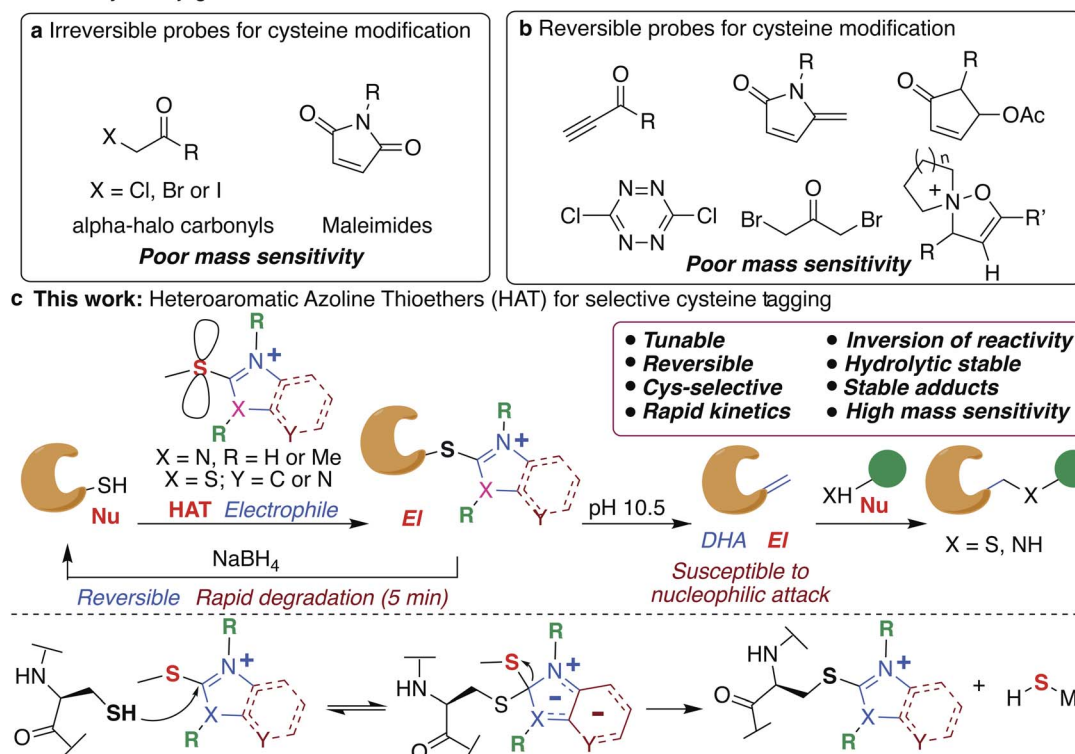 a Irreversible probes for cysteine modification
X
O
R
X = Cl, Br or I
alpha-halo carbonyls
R
N
O
O
Maleimides
Poor mass sensitivity
b Reversible probes for cysteine modification
O
R
R
O
N
R
O
OAc
N N
Cl
Cl
N N
O
Br
Br
( ) n
+
N
O
R'
R
H
Poor mass sensitivity
c This work: Heteroaromatic Azoline Thioethers (HAT) for selective cysteine tagging
R
S
N +
X
R
Y
X = N, R = H or Me
X = S; Y = C or N
SH
Nu
HAT Electrophile
R
S
N +
X
R
Y
El
NaBH4
Reversible Rapid degradation (5 min)
• Tunable
• Reversible
• Cys-selective
• Rapid kinetics
• Inversion of reactivity
• Hydrolytic stable
• Stable adducts
• High mass sensitivity
pH 10.5
DHA El
Susceptible to
nucleophilic attack
XH
Nu
X
X = S, NH
HN
O
SH
R
S
N +
X
R
Y
HN
O
S
S
R
N +
–
X
–
R
Y
HN
O
S
R
N +
X
R
Y
+
H S M